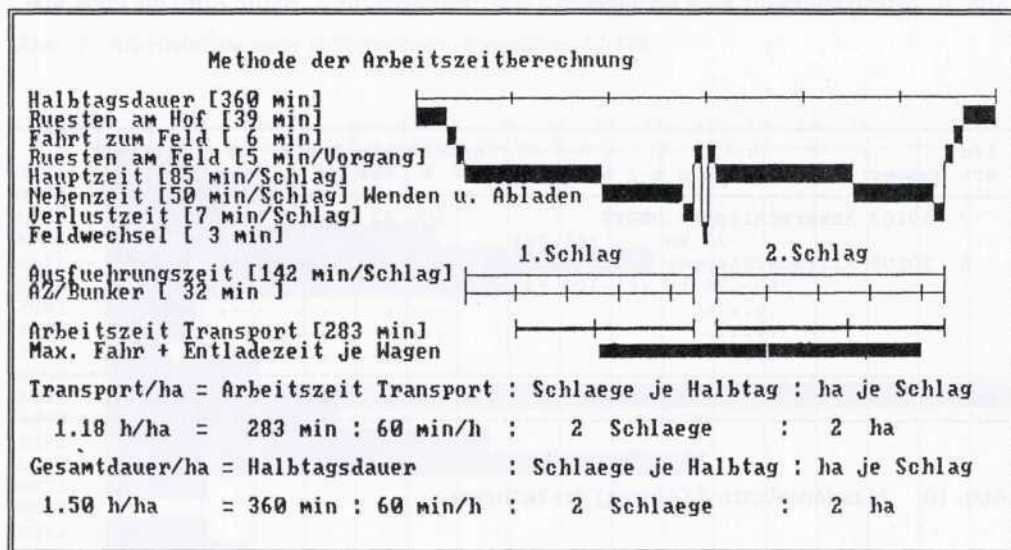 Methode der Arbeitszeitberechnung
Halbtagsdauer [360 min]
Ruesten am Hof [39 min]
Fahrt zum Feld [ 6 min]
Ruesten am Feld [5 min/Vorgang]
Hauptzeit [85 min/Schlag]
Nebenzeit [50 min/Schlag] Wenden u. Abladen
Verlustzeit [7 min/Schlag]
Feldwechsel [ 3 min]
1.Schlag 2.Schlag
Ausfuehrungszeit [142 min/Schlag]
AZ/Bunker [ 32 min ]
Arbeitszeit Transport [283 min]
Max. Fahr + Entladezeit je Wagen
Transport/ha = Arbeitszeit Transport : Schlaege je Halbtag : ha je Schlag
1.18 h/ha = 283 min : 60 min/h : 2 Schlaege : 2 ha
Gesamtdauer/ha = Halbtagsdauer : Schlaege je Halbtag : ha je Schlag
1.50 h/ha = 360 min : 60 min/h : 2 Schlaege : 2 ha